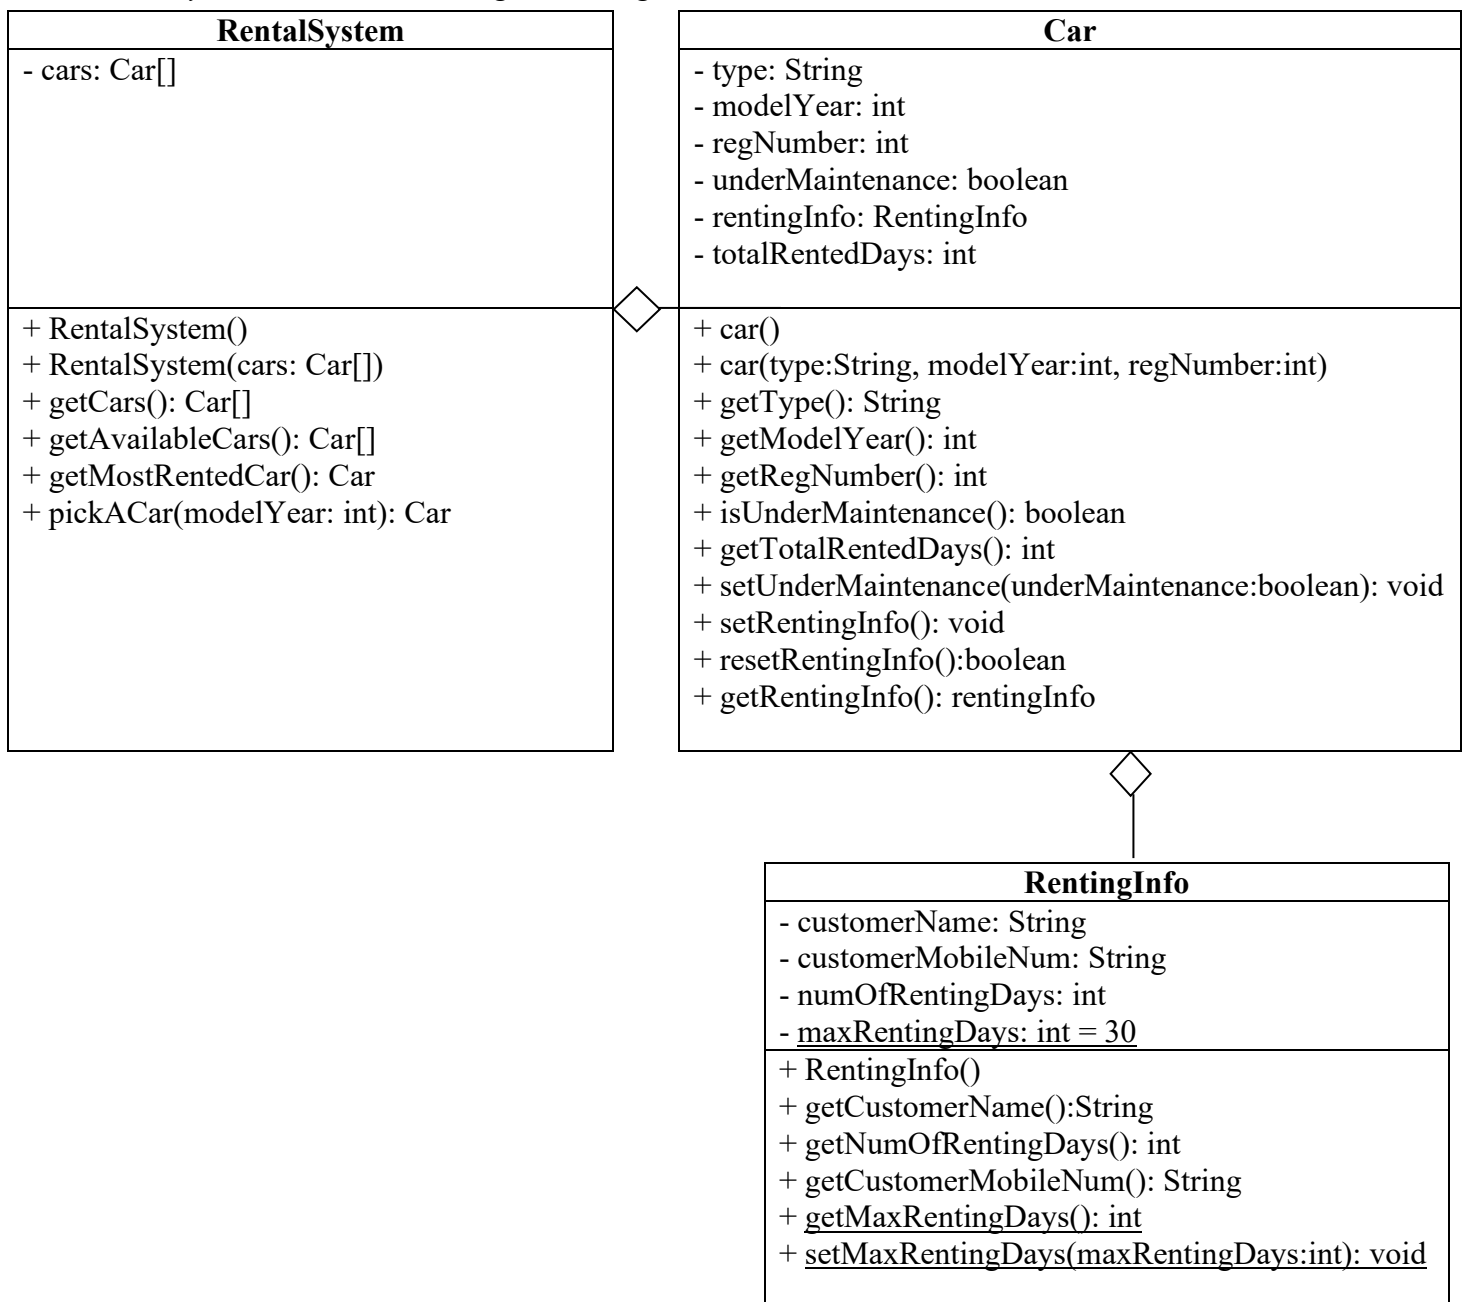 RentalSystem
- cars: Car[]
+ RentalSystem()
+ RentalSystem(cars: Car[])
+ getCars(): Car[]
+ getAvailableCars(): Car[]
+ getMostRentedCar(): Car
+ pickACar(modelYear: int): Car
Car
- type: String
- modelYear: int
- regNumber: int
- underMaintenance: boolean
- rentingInfo: RentingInfo
- totalRentedDays: int
+ car()
+ car(type:String, modelYear:int, regNumber:int)
+ getType(): String
+ getModelYear(): int
+ getRegNumber(): int
+ isUnderMaintenance(): boolean
+ getTotalRentedDays(): int
+ setUnderMaintenance(underMaintenance:boolean): void
+ setRentingInfo(): void
+ resetRentingInfo():boolean
+ getRentingInfo(): rentingInfo
RentingInfo
- customerName: String
- customerMobileNum: String
- numOfRentingDays: int
- maxRentingDays: int = 30
+ RentingInfo()
+ getCustomerName():String
+ getNumOfRentingDays(): int
+ getCustomerMobileNum(): String
+ getMaxRentingDays(): int
+ setMaxRentingDays(maxRentingDays:int): void